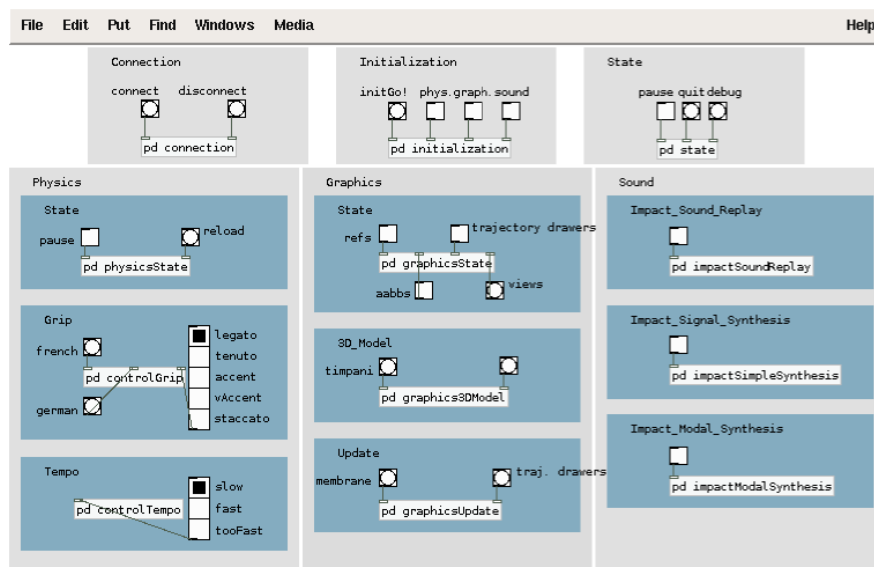 File Edit Put Find Windows Media Help
Connection
connect disconnect
pd connection
Initialization
initGo! phys.graph. sound
pd initialization
State
pause quit debug
pd state
Physics
State
pause reload
pd physicsState
Grip
french
pd controlGrip
german
legato
tenuto
accent
vAccent
staccato
Tempo
pd controlTempo
slow
fast
tooFast
Graphics
State
refs trajectory drawers
pd graphicsState
aabbs views
3D_Model
timpani
pd graphics3DModel
Update
membrane traj. drawers
pd graphicsUpdate
Sound
Impact_Sound_Replay
pd impactSoundReplay
Impact_Signal_Synthesis
pd impactSimpleSynthesis
Impact_Modal_Synthesis
pd impactModalSynthesis